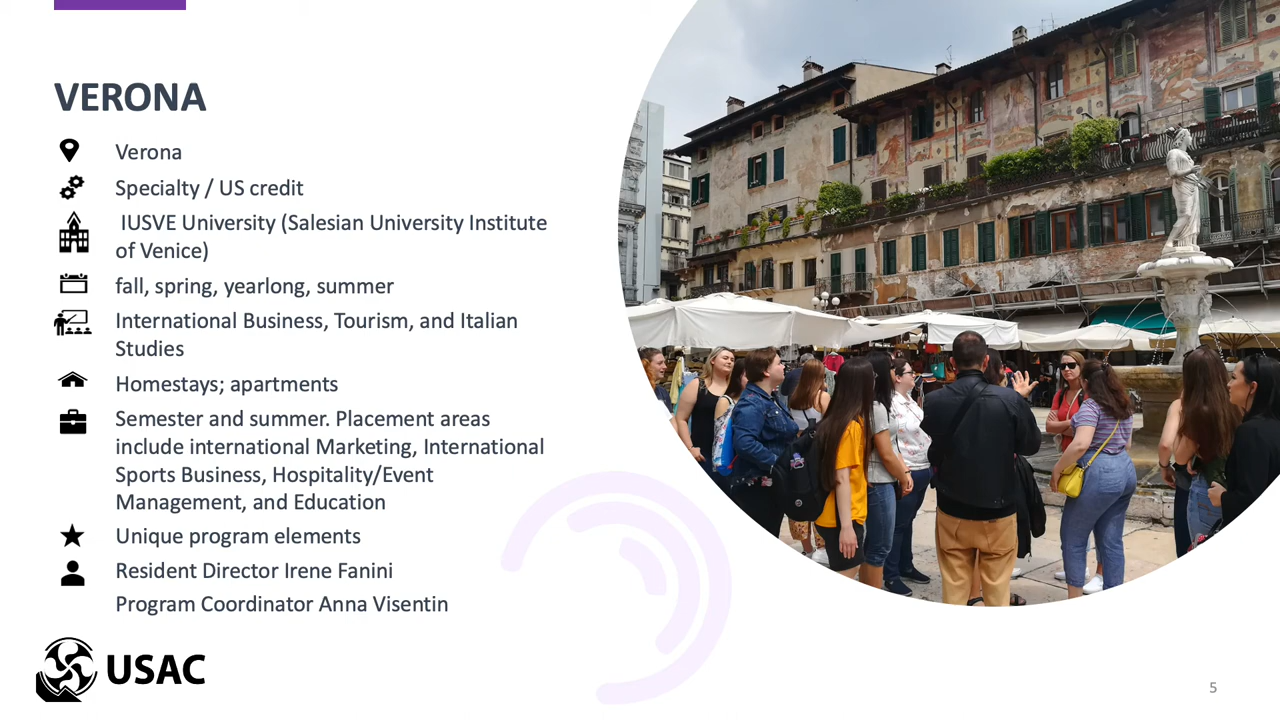 VERONA
Verona
Specialty / US credit
IUSVE University (Salesian University Institute
of Venice)
fall, spring, yearlong, summer
International Business, Tourism, and Italian
Studies
Homestays; apartments
Semester and summer. Placement areas
include international Marketing, International
Sports Business, Hospitality/Event
Management, and Education
Unique program elements
Resident Director Irene Fanini
Program Coordinator Anna Visentin
USAC
5